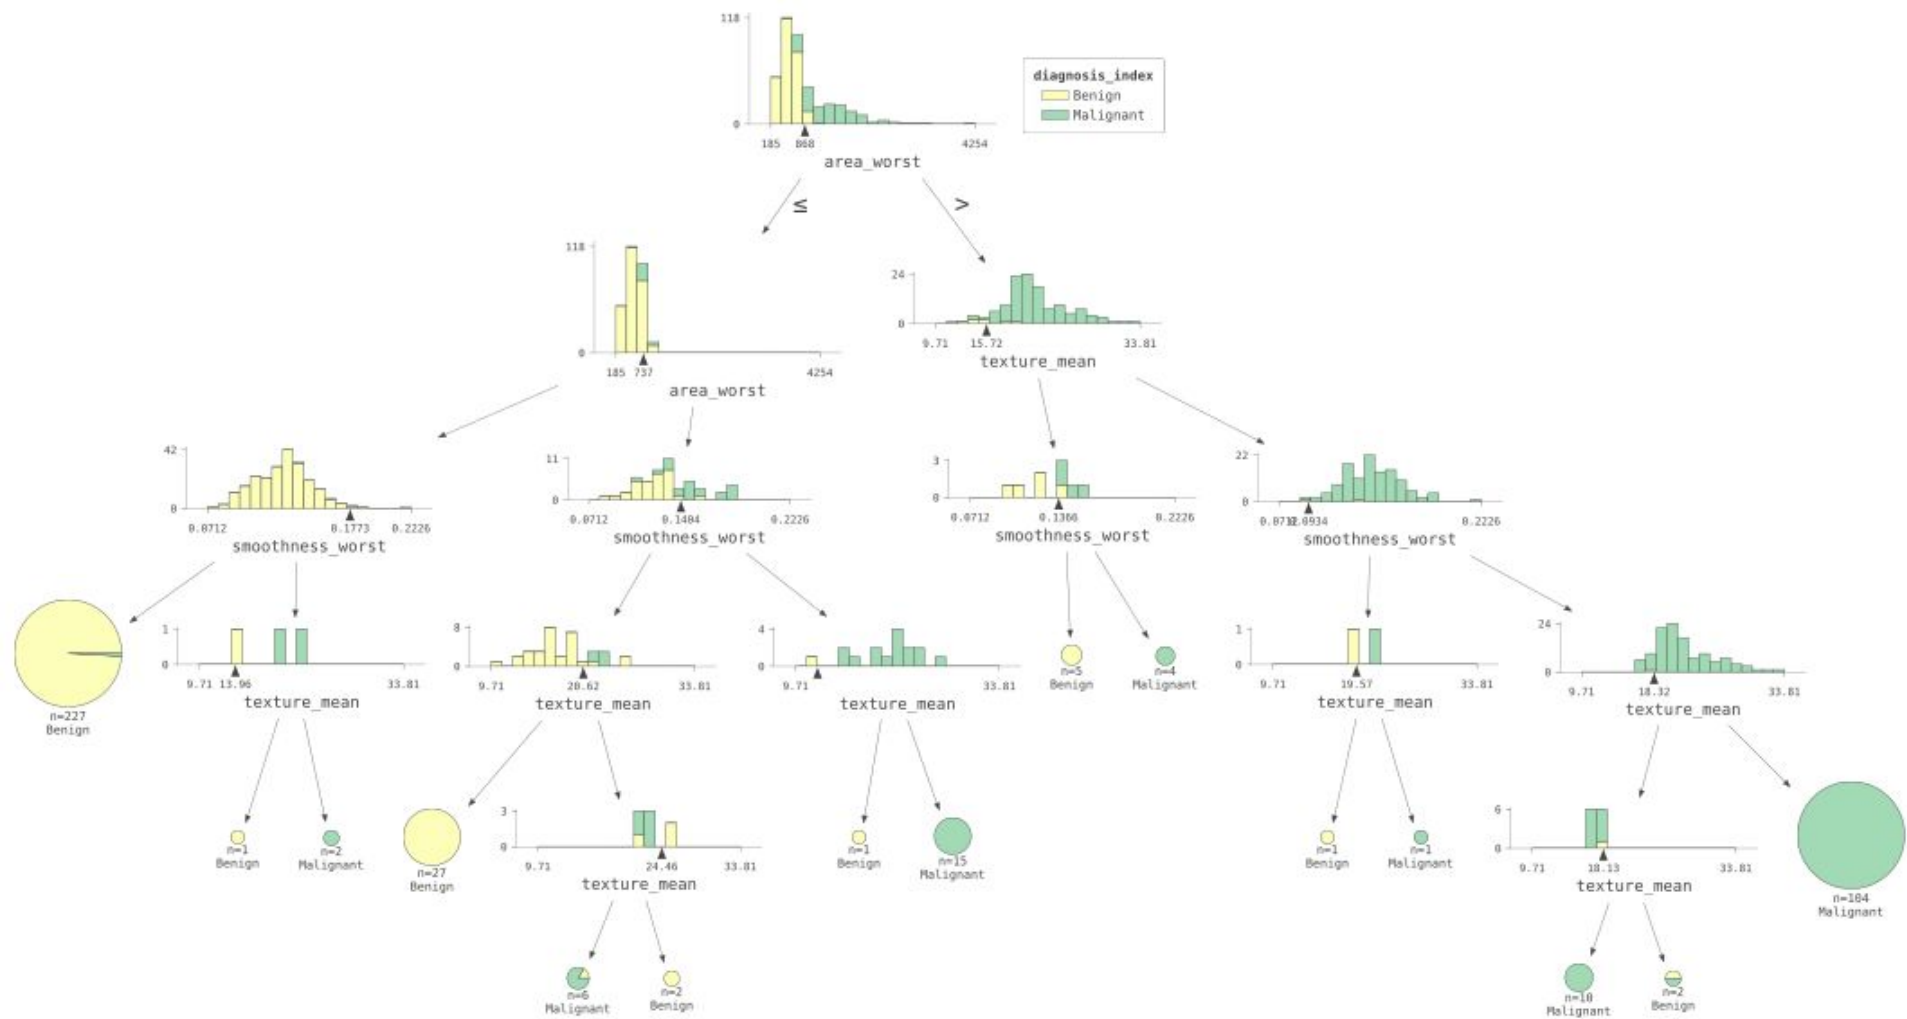 118
0
185 868 4254
area_worst
diagnosis_index
Benign
Malignant
≤ >
118
0
185 737 4254
area_worst
24
0
9.71 15.72 33.81
texture_mean
42
0
0.0712 0.1773 0.2226
smoothness_worst
11
0
0.0712 0.1484 0.2226
smoothness_worst
3
0
0.0712 0.1366 0.2226
smoothness_worst
22
0
0.0934 0.2226
smoothness_worst
n=227
Benign
1
0
9.71 13.96 33.81
texture_mean
8
0
9.71 20.62 33.81
texture_mean
4
0
9.71 33.81
texture_mean
n=5
Benign
n=4
Malignant
1
0
9.71 19.57 33.81
texture_mean
24
0
9.71 18.32 33.81
texture_mean
n=1
Benign
n=2
Malignant
n=27
Benign
3
0
9.71 24.46 33.81
texture_mean
n=1
Benign
n=15
Malignant
n=1
Benign
n=1
Malignant
6
0
9.71 18.13 33.81
texture_mean
n=104
Malignant
n=6
Malignant
n=2
Benign
n=10
Malignant
n=2
Benign